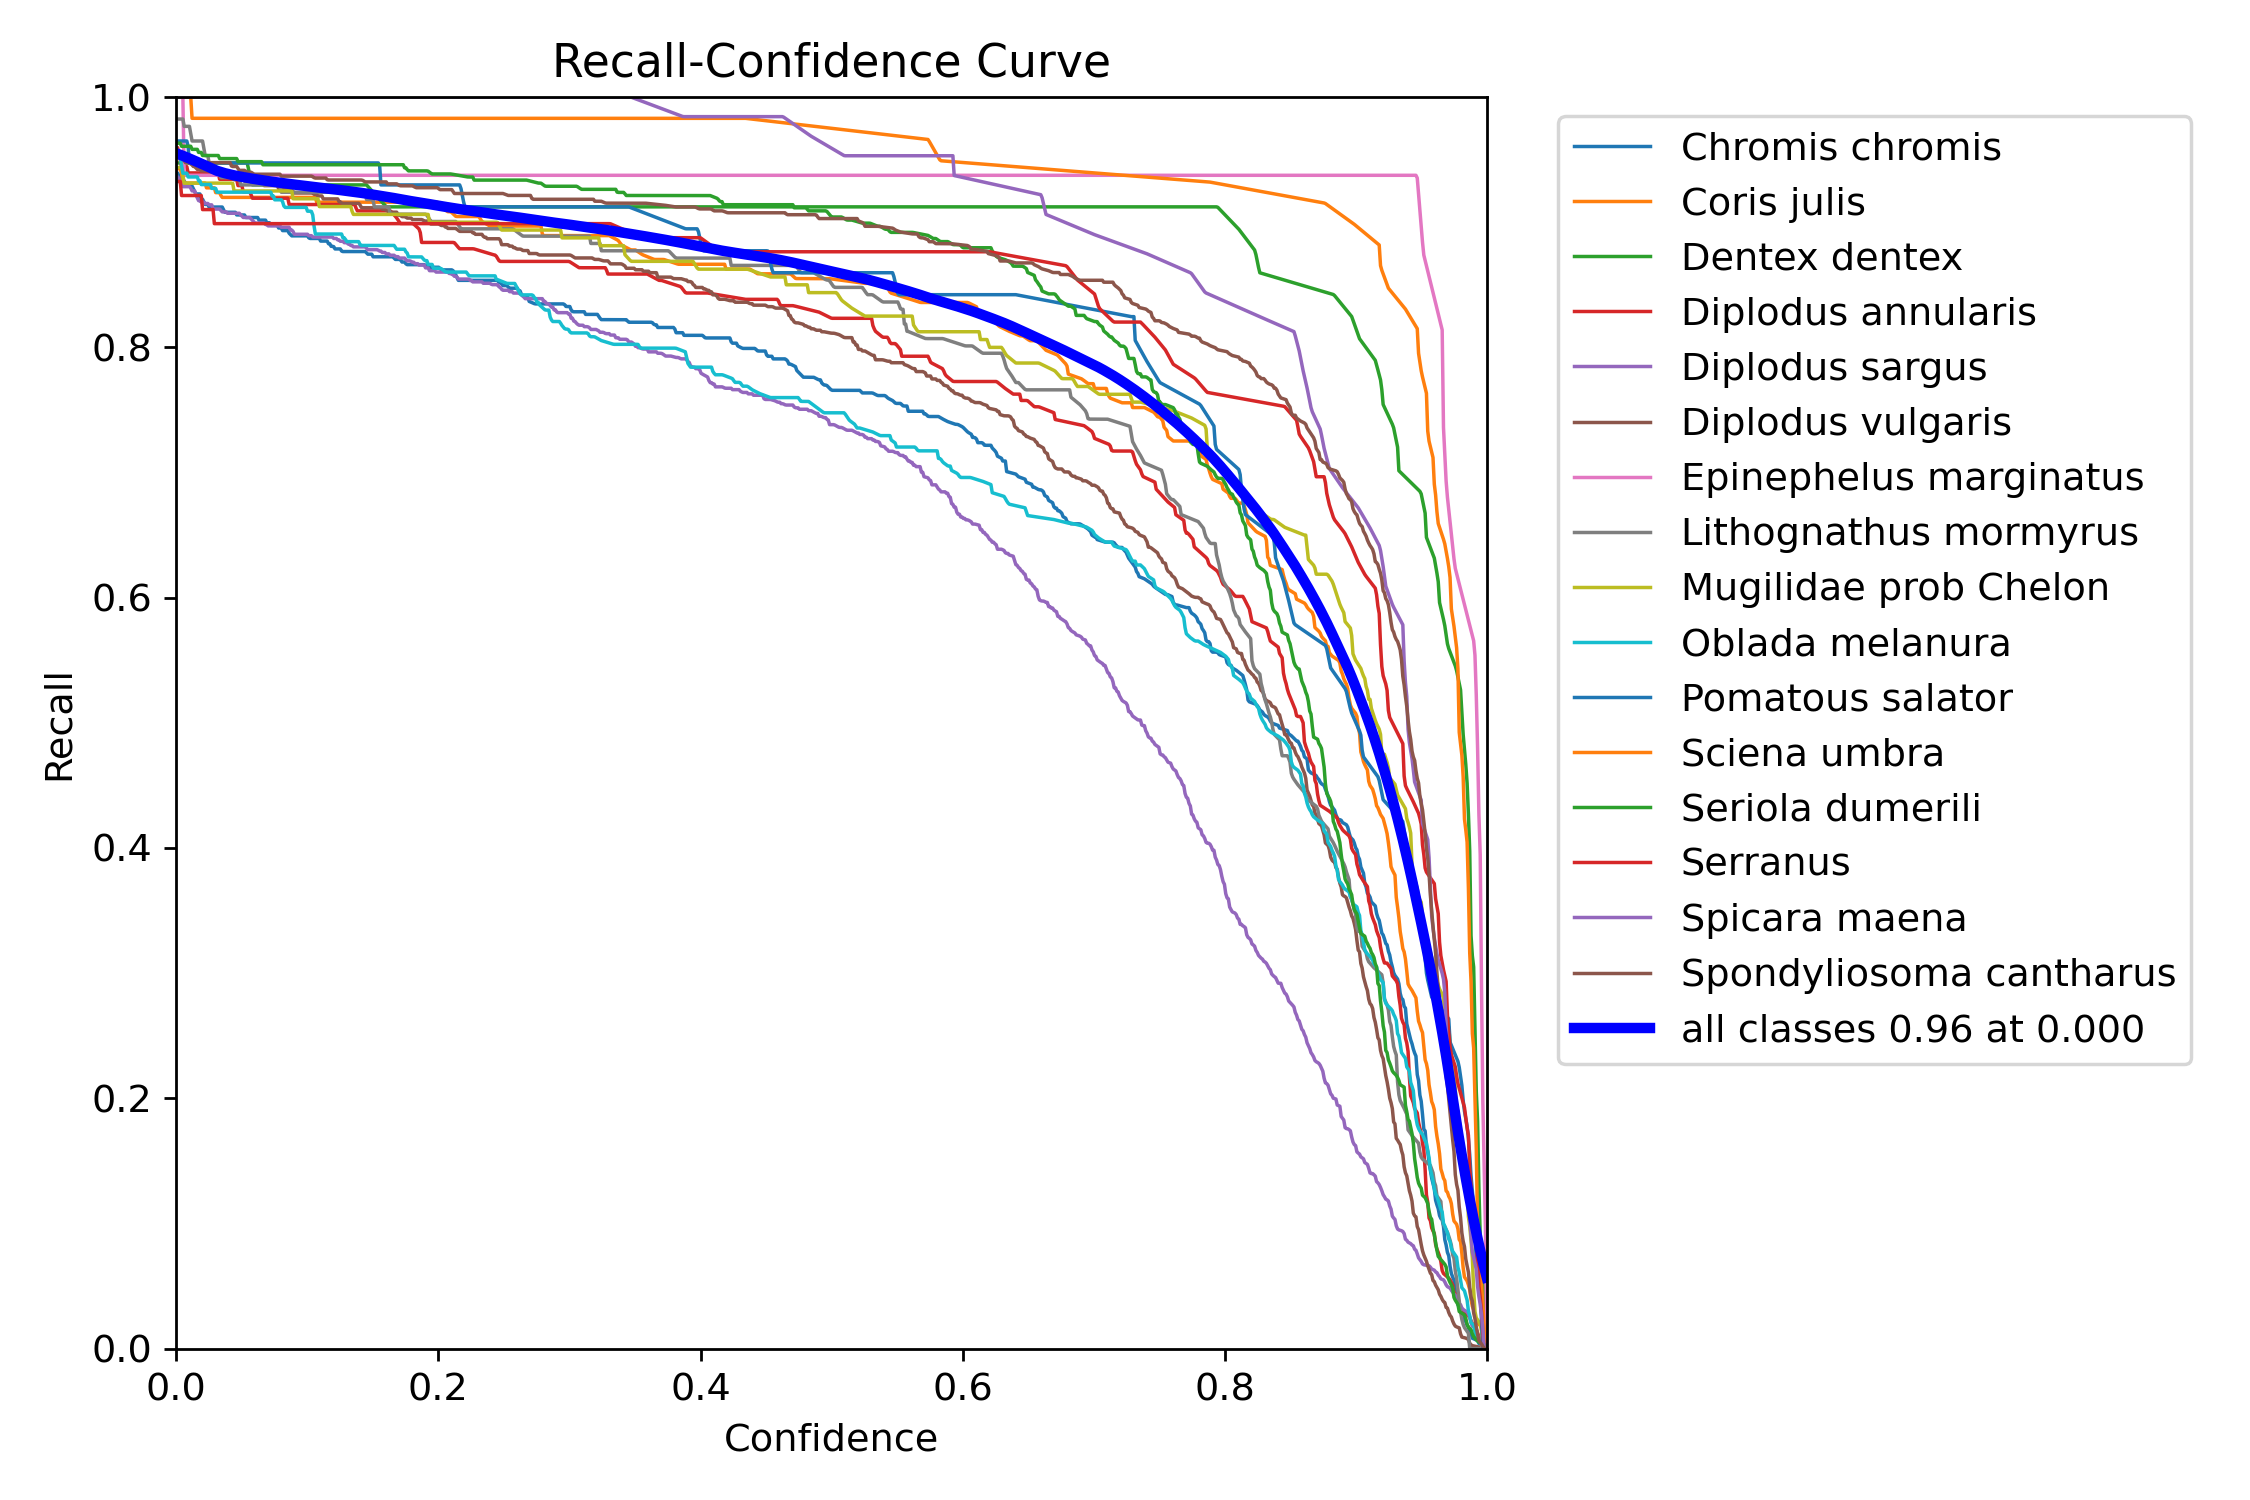 Recall-Confidence Curve
1.0
0.8
0.6
0.4
0.2
0.0
Recall
0.0 0.2 0.4 0.6 0.8 1.0
Confidence
Chromis chromis
Coris julis
Dentex dentex
Diplodus annularis
Diplodus sargus
Diplodus vulgaris
Epinephelus marginatus
Lithognathus mormyrus
Mugilidae prob Chelon
Oblada melanura
Pomatous salator
Sciena umbra
Seriola dumerili
Serranus
Spicara maena
Spondyliosoma cantharus
all classes 0.96 at 0.000